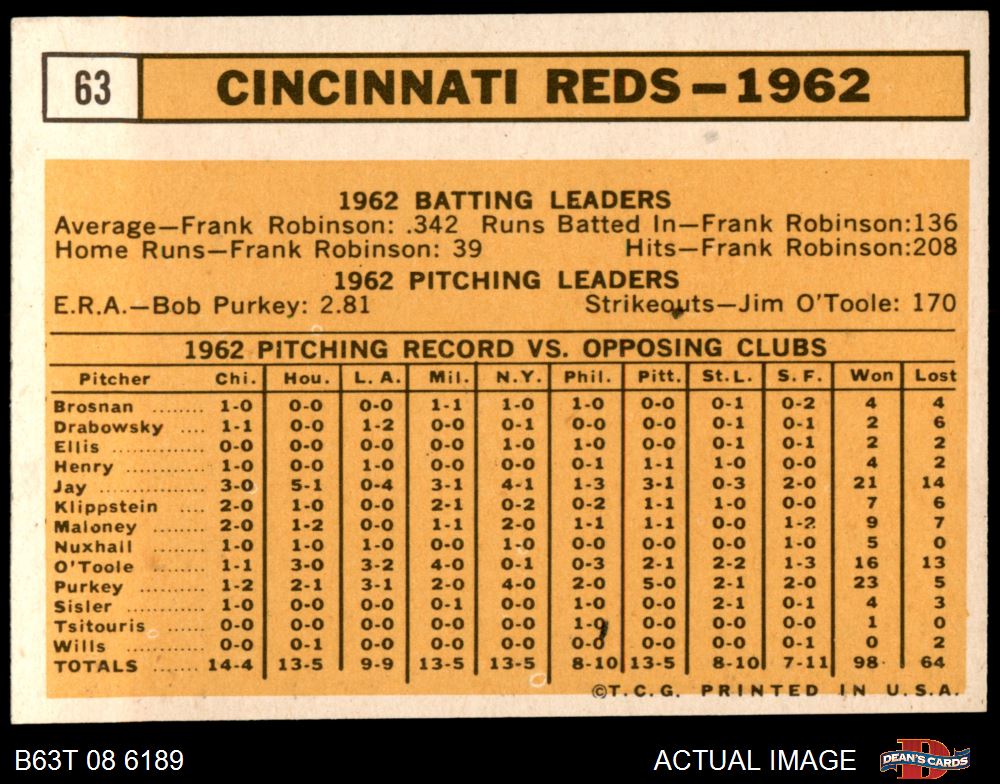 63 CINCINNATI REDS—1962
1962 BATTING LEADERS
Average—Frank Robinson: .342 Runs Batted In—Frank Robinson:136
Home Runs—Frank Robinson: 39 Hits—Frank Robinson:208
1962 PITCHING LEADERS
E.R.A.—Bob Purkey: 2.81 Strikeouts—Jim O'Toole: 170
1962 PITCHING RECORD VS. OPPOSING CLUBS
Pitcher Chi. Hou. L. A. Mil. N.Y. Phil. Pitt. St.L. S. F. Won Lost
Brosnan ........ 1-0 0-0 0-0 1-1 1-0 1-0 0-0 0-1 0-2 4 4
Drabowsky .... 1-1 0-0 1-2 0-0 0-1 0-0 0-0 0-1 0-1 2 6
Ellis ............ 0-0 0-0 0-0 0-0 1-0 1-0 0-0 0-1 0-1 2 2
Henry .......... 1-0 0-0 1-0 0-0 0-0 0-1 1-1 1-0 0-0 4 2
Jay .............. 3-0 5-1 0-4 3-1 4-1 1-3 3-1 0-3 2-0 21 14
Klippstein .... 2-0 1-0 0-0 2-1 0-2 0-2 1-1 1-0 0-0 7 6
Maloney ........ 2-0 1-2 0-0 1-1 2-0 1-1 1-1 0-0 1-2 9 7
Nuxhall ........ 1-0 1-0 1-0 0-0 1-0 0-0 0-0 0-0 1-0 5 0
O'Toole ........ 1-1 3-0 3-2 4-0 0-1 0-3 2-1 2-2 1-3 16 13
Purkey .......... 1-2 2-1 3-1 2-0 4-0 2-0 5-0 2-1 2-0 23 5
Sisler ............ 1-0 0-0 0-0 0-1 0-0 1-0 0-0 2-1 0-1 4 3
Tsitouris ...... 0-0 0-0 0-0 0-0 0-0 1-0 0-0 0-0 0-0 1 0
Wills ............ 0-0 0-1 0-0 0-0 0-0 0-0 0-0 0-0 0-1 0 2
TOTALS ...... 14-4 13-5 9-9 13-5 13-5 8-10 13-5 8-10 7-11 98 64
©T.C.G. PRINTED IN U.S.A.
B63T 08 6189 ACTUAL IMAGE DEAN'S CARDS